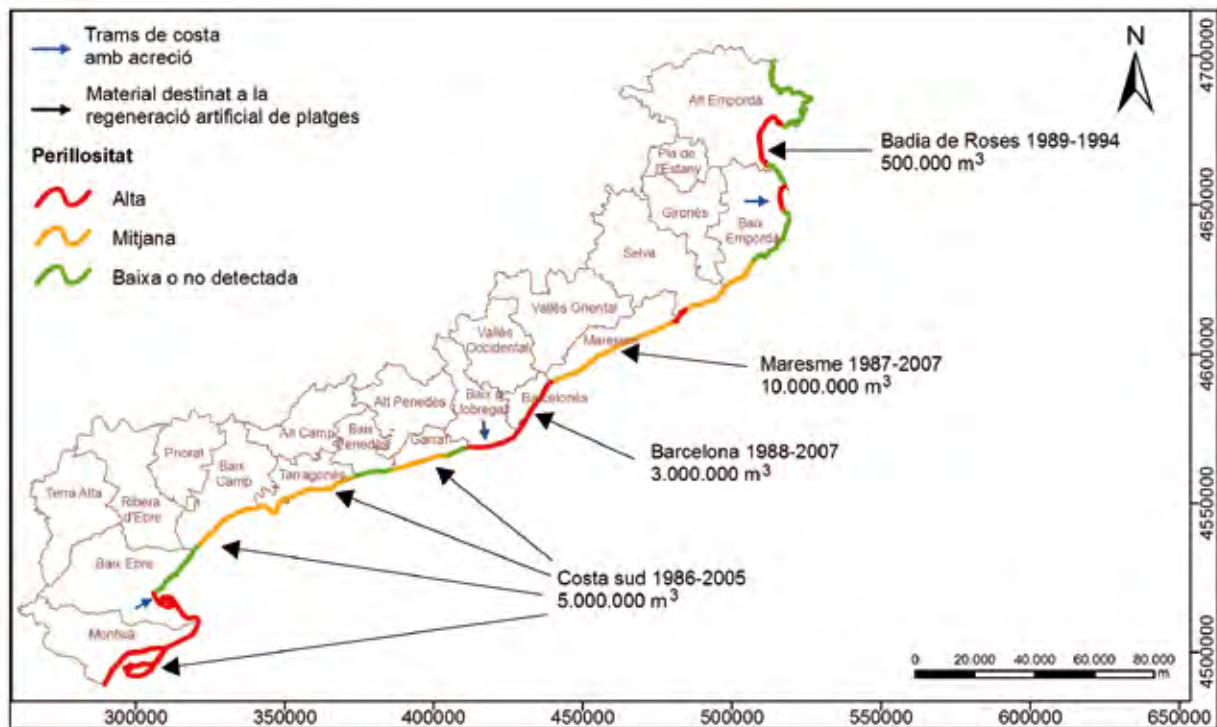 Trams de costa
amb acreció
Material destinat a la
regeneració artificial de platges
Perillositat
Alta
Mitjana
Baixa o no detectada
N
Alt Empordà
Pla de
l'Estany
Gironès
Baix
Empordà
Selva
Vallès Oriental
Vallès
Occidental
Maresme
Barcelonès
Baix
Llobregat
Alt Penedès
Garraf
Baix
Penedès
Alt Camp
Tarragonès
Baix
Camp
Priorat
Ribera
d'Ebre
Terra Alta
Baix Ebre
Montsià
Badia de Roses 1989-1994
500.000 m³
Maresme 1987-2007
10.000.000 m³
Barcelona 1988-2007
3.000.000 m³
Costa sud 1986-2005
5.000.000 m³
0 20.000 40.000 60.000 80.000
m
4700000
4650000
4600000
4550000
4500000
300000 350000 400000 450000 500000 550000 600000 650000